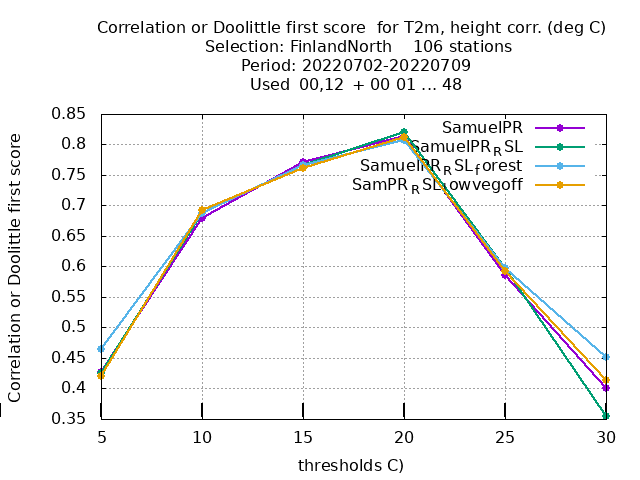 Correlation or Doolittle first score for T2m, height corr. (deg C)
Selection: FinlandNorth 106 stations
Period: 20220702-20220709
Used 00,12 + 00 01 ... 48
Correlation or Doolittle first score
0.85
0.8
0.75
0.7
0.65
0.6
0.55
0.5
0.45
0.4
0.35
SamuelPR
SamuelPR_RSL
SamuelPR_RSL_forest
SamPR_RSL_lowvegoff
5 10 15 20 25 30
thresholds C)